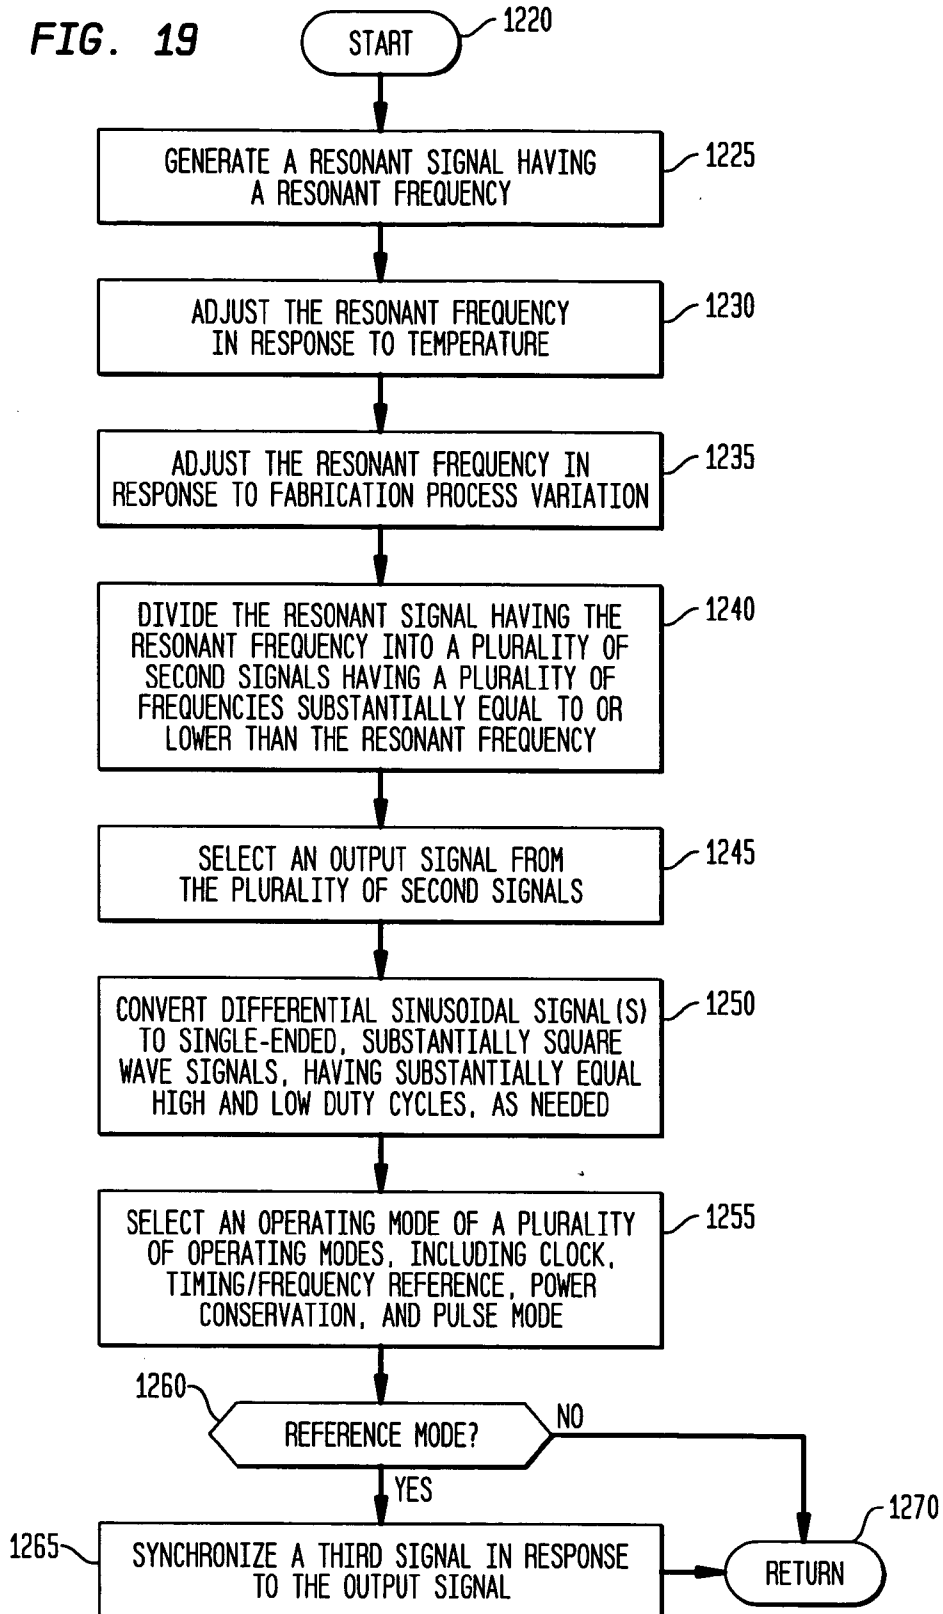 FIG. 19
START
1220
GENERATE A RESONANT SIGNAL HAVING
A RESONANT FREQUENCY
1225
ADJUST THE RESONANT FREQUENCY
IN RESPONSE TO TEMPERATURE
1230
ADJUST THE RESONANT FREQUENCY IN
RESPONSE TO FABRICATION PROCESS VARIATION
1235
DIVIDE THE RESONANT SIGNAL HAVING THE
RESONANT FREQUENCY INTO A PLURALITY OF
SECOND SIGNALS HAVING A PLURALITY OF
FREQUENCIES SUBSTANTIALLY EQUAL TO OR
LOWER THAN THE RESONANT FREQUENCY
1240
SELECT AN OUTPUT SIGNAL FROM
THE PLURALITY OF SECOND SIGNALS
1245
CONVERT DIFFERENTIAL SINUSOIDAL SIGNAL(S)
TO SINGLE-ENDED, SUBSTANTIALLY SQUARE
WAVE SIGNALS, HAVING SUBSTANTIALLY EQUAL
HIGH AND LOW DUTY CYCLES, AS NEEDED
1250
SELECT AN OPERATING MODE OF A PLURALITY
OF OPERATING MODES, INCLUDING CLOCK,
TIMING/FREQUENCY REFERENCE, POWER
CONSERVATION, AND PULSE MODE
1255
1260
REFERENCE MODE?
NO
YES
1265
SYNCHRONIZE A THIRD SIGNAL IN RESPONSE
TO THE OUTPUT SIGNAL
RETURN
1270